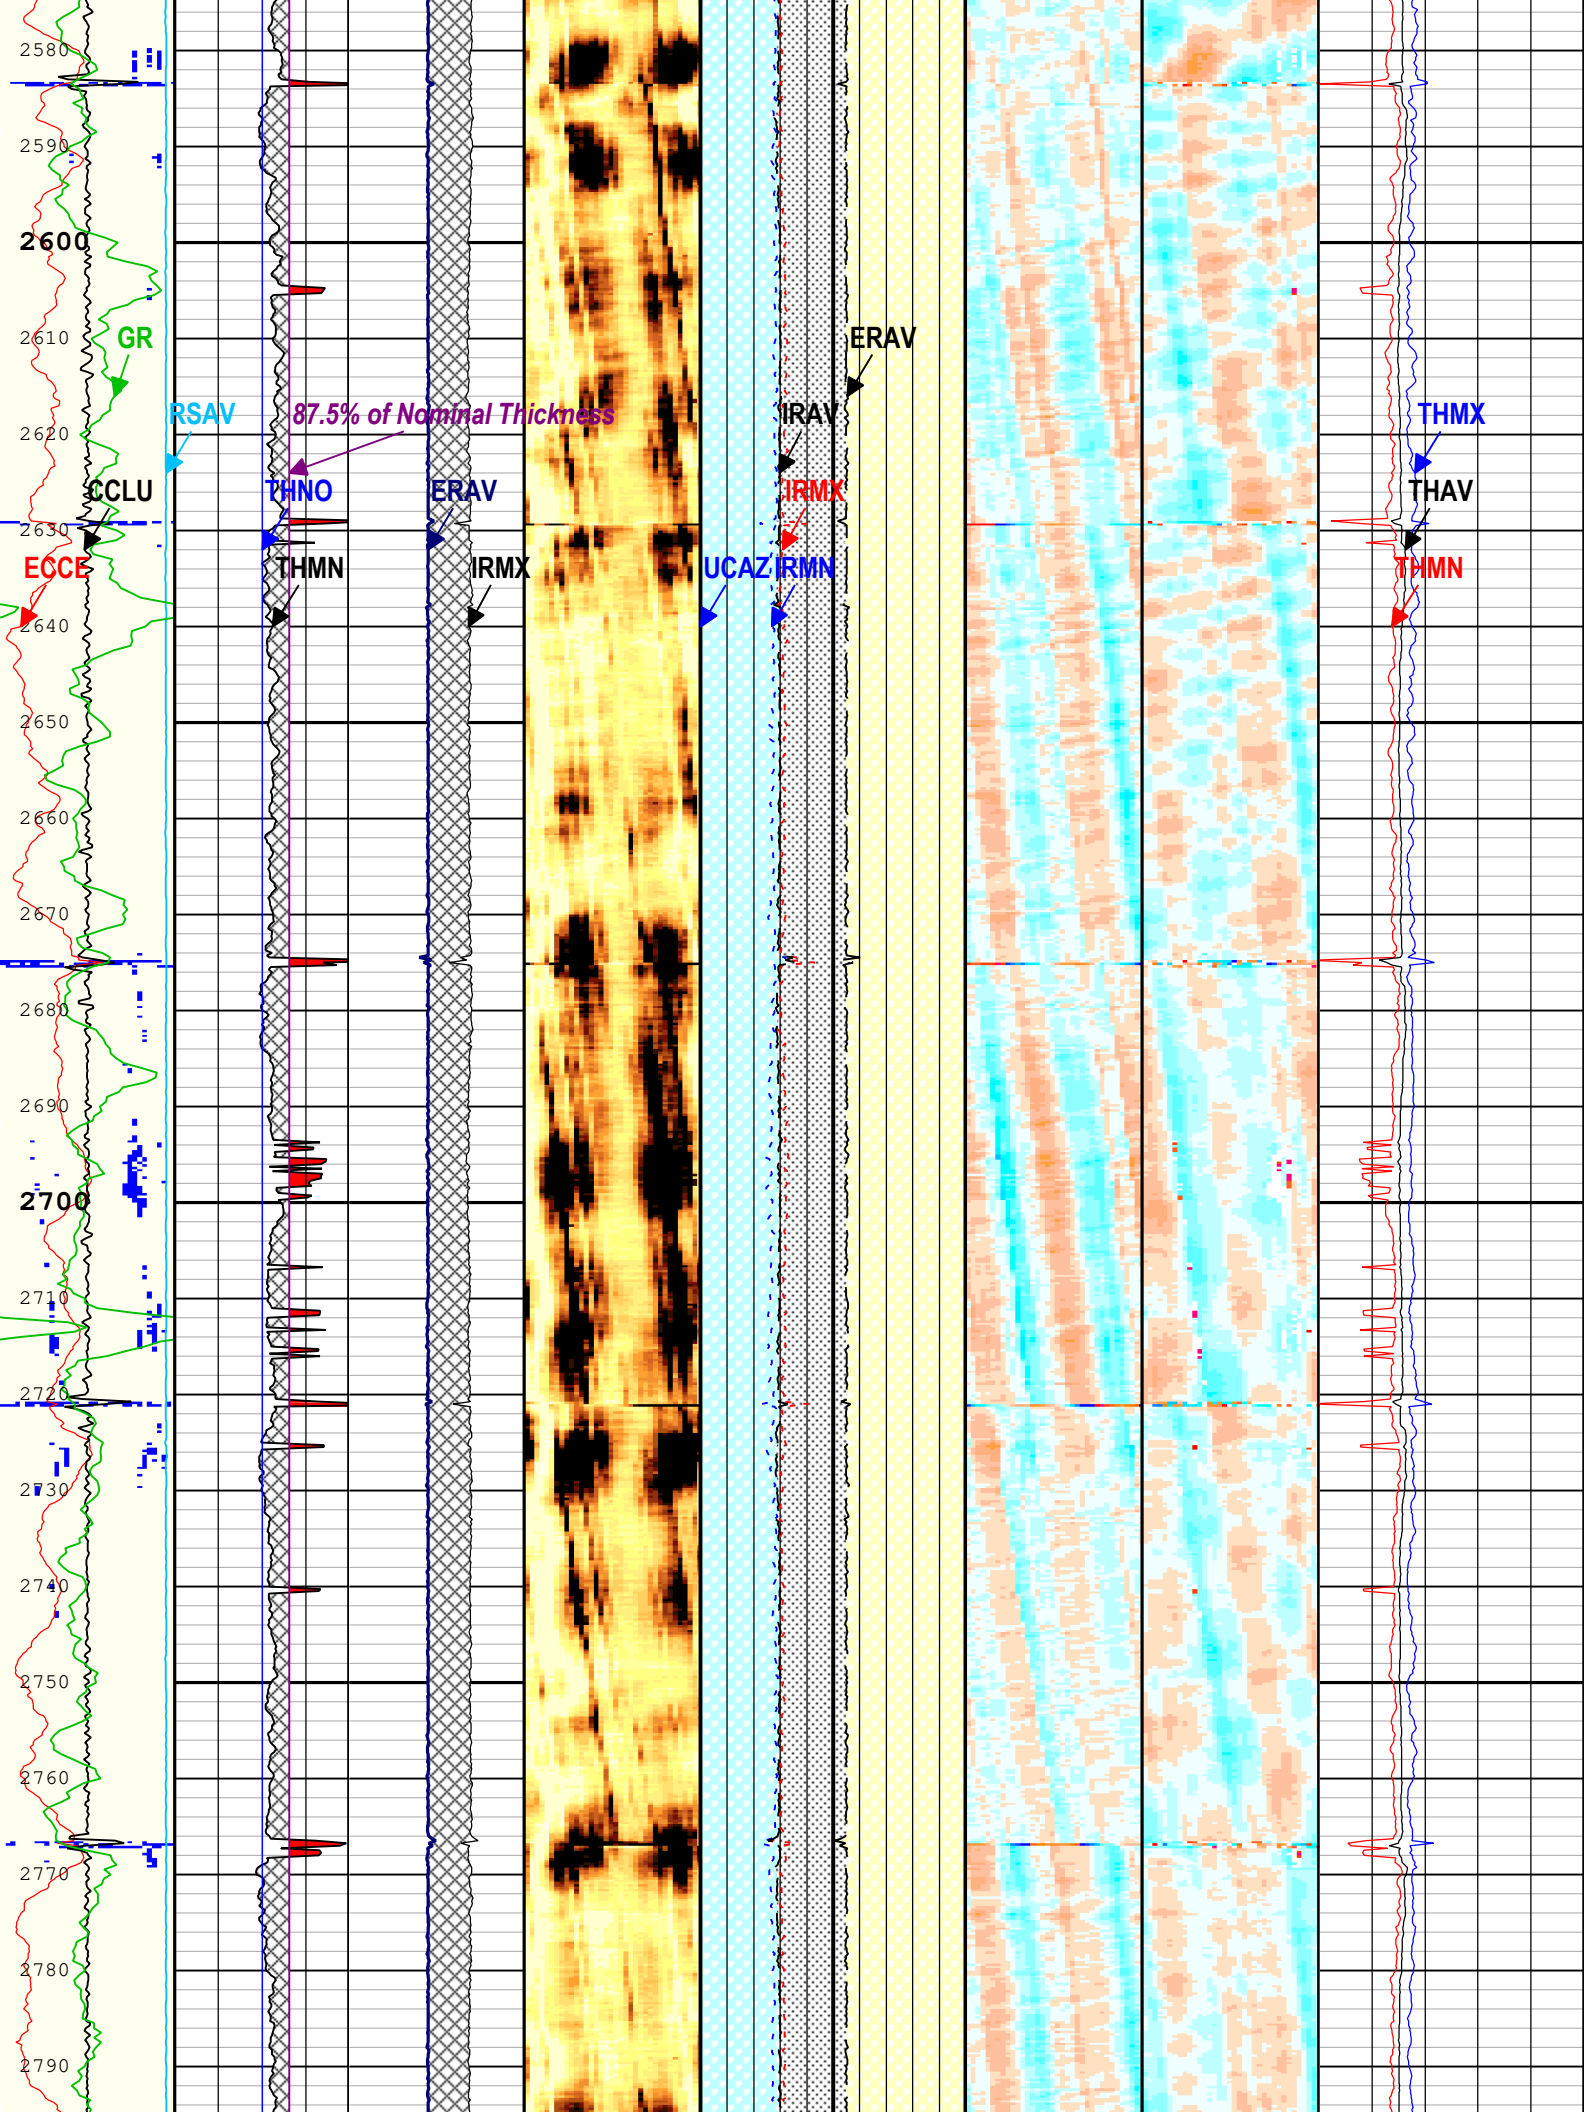 2580
2590
2600
2610
GR
ERAV
RSAV
87.5% of Nominal Thickness
IRAV
THMX
2620
CCLU
THNO
ERAV
IRMX
THAV
2630
ECCE
THMN
IRMX
UCAZ
IRMN
THMN
2640
2650
2660
2670
2680
2690
2700
2710
2720
2730
2740
2750
2760
2770
2780
2790